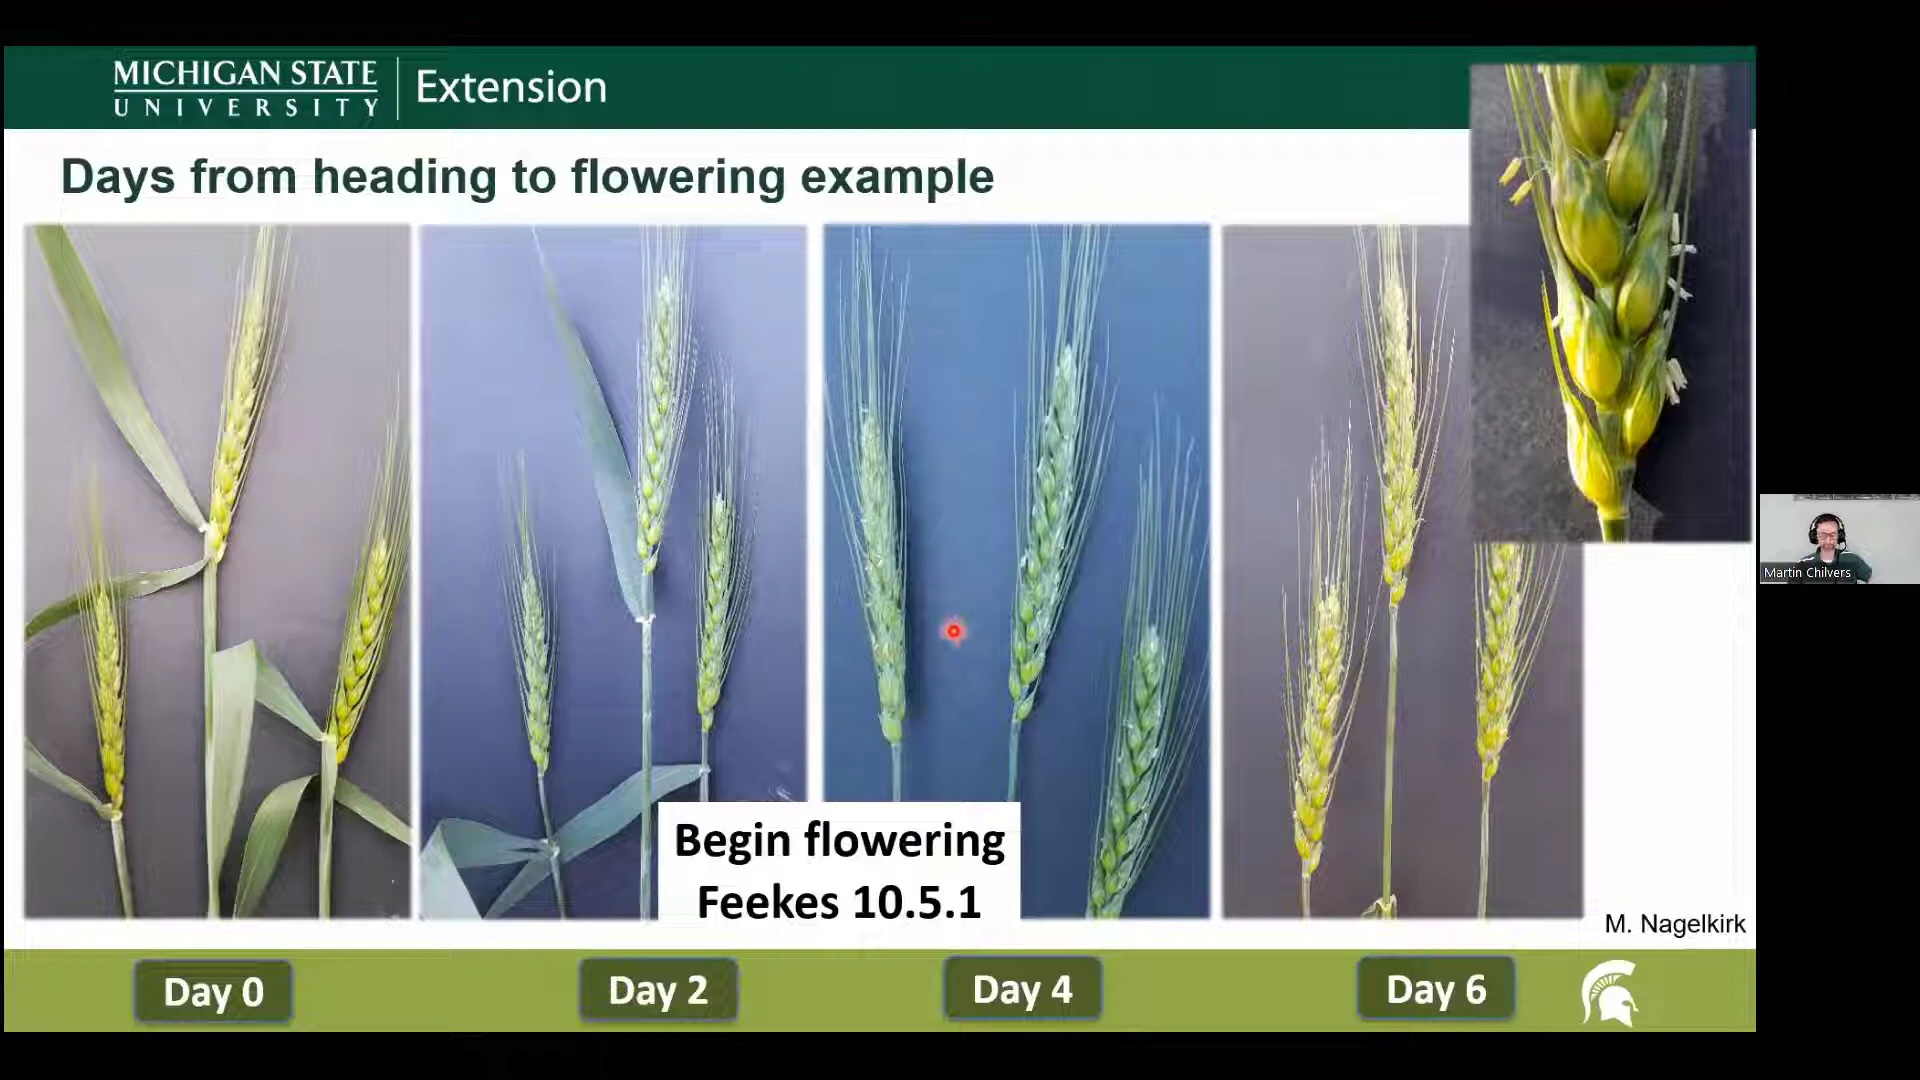 MICHIGAN STATE
UNIVERSITY
Extension
Days from heading to flowering example
Begin flowering
Feekes 10.5.1
M. Nagelkirk
Day 0
Day 2
Day 4
Day 6
Martin Chilvers